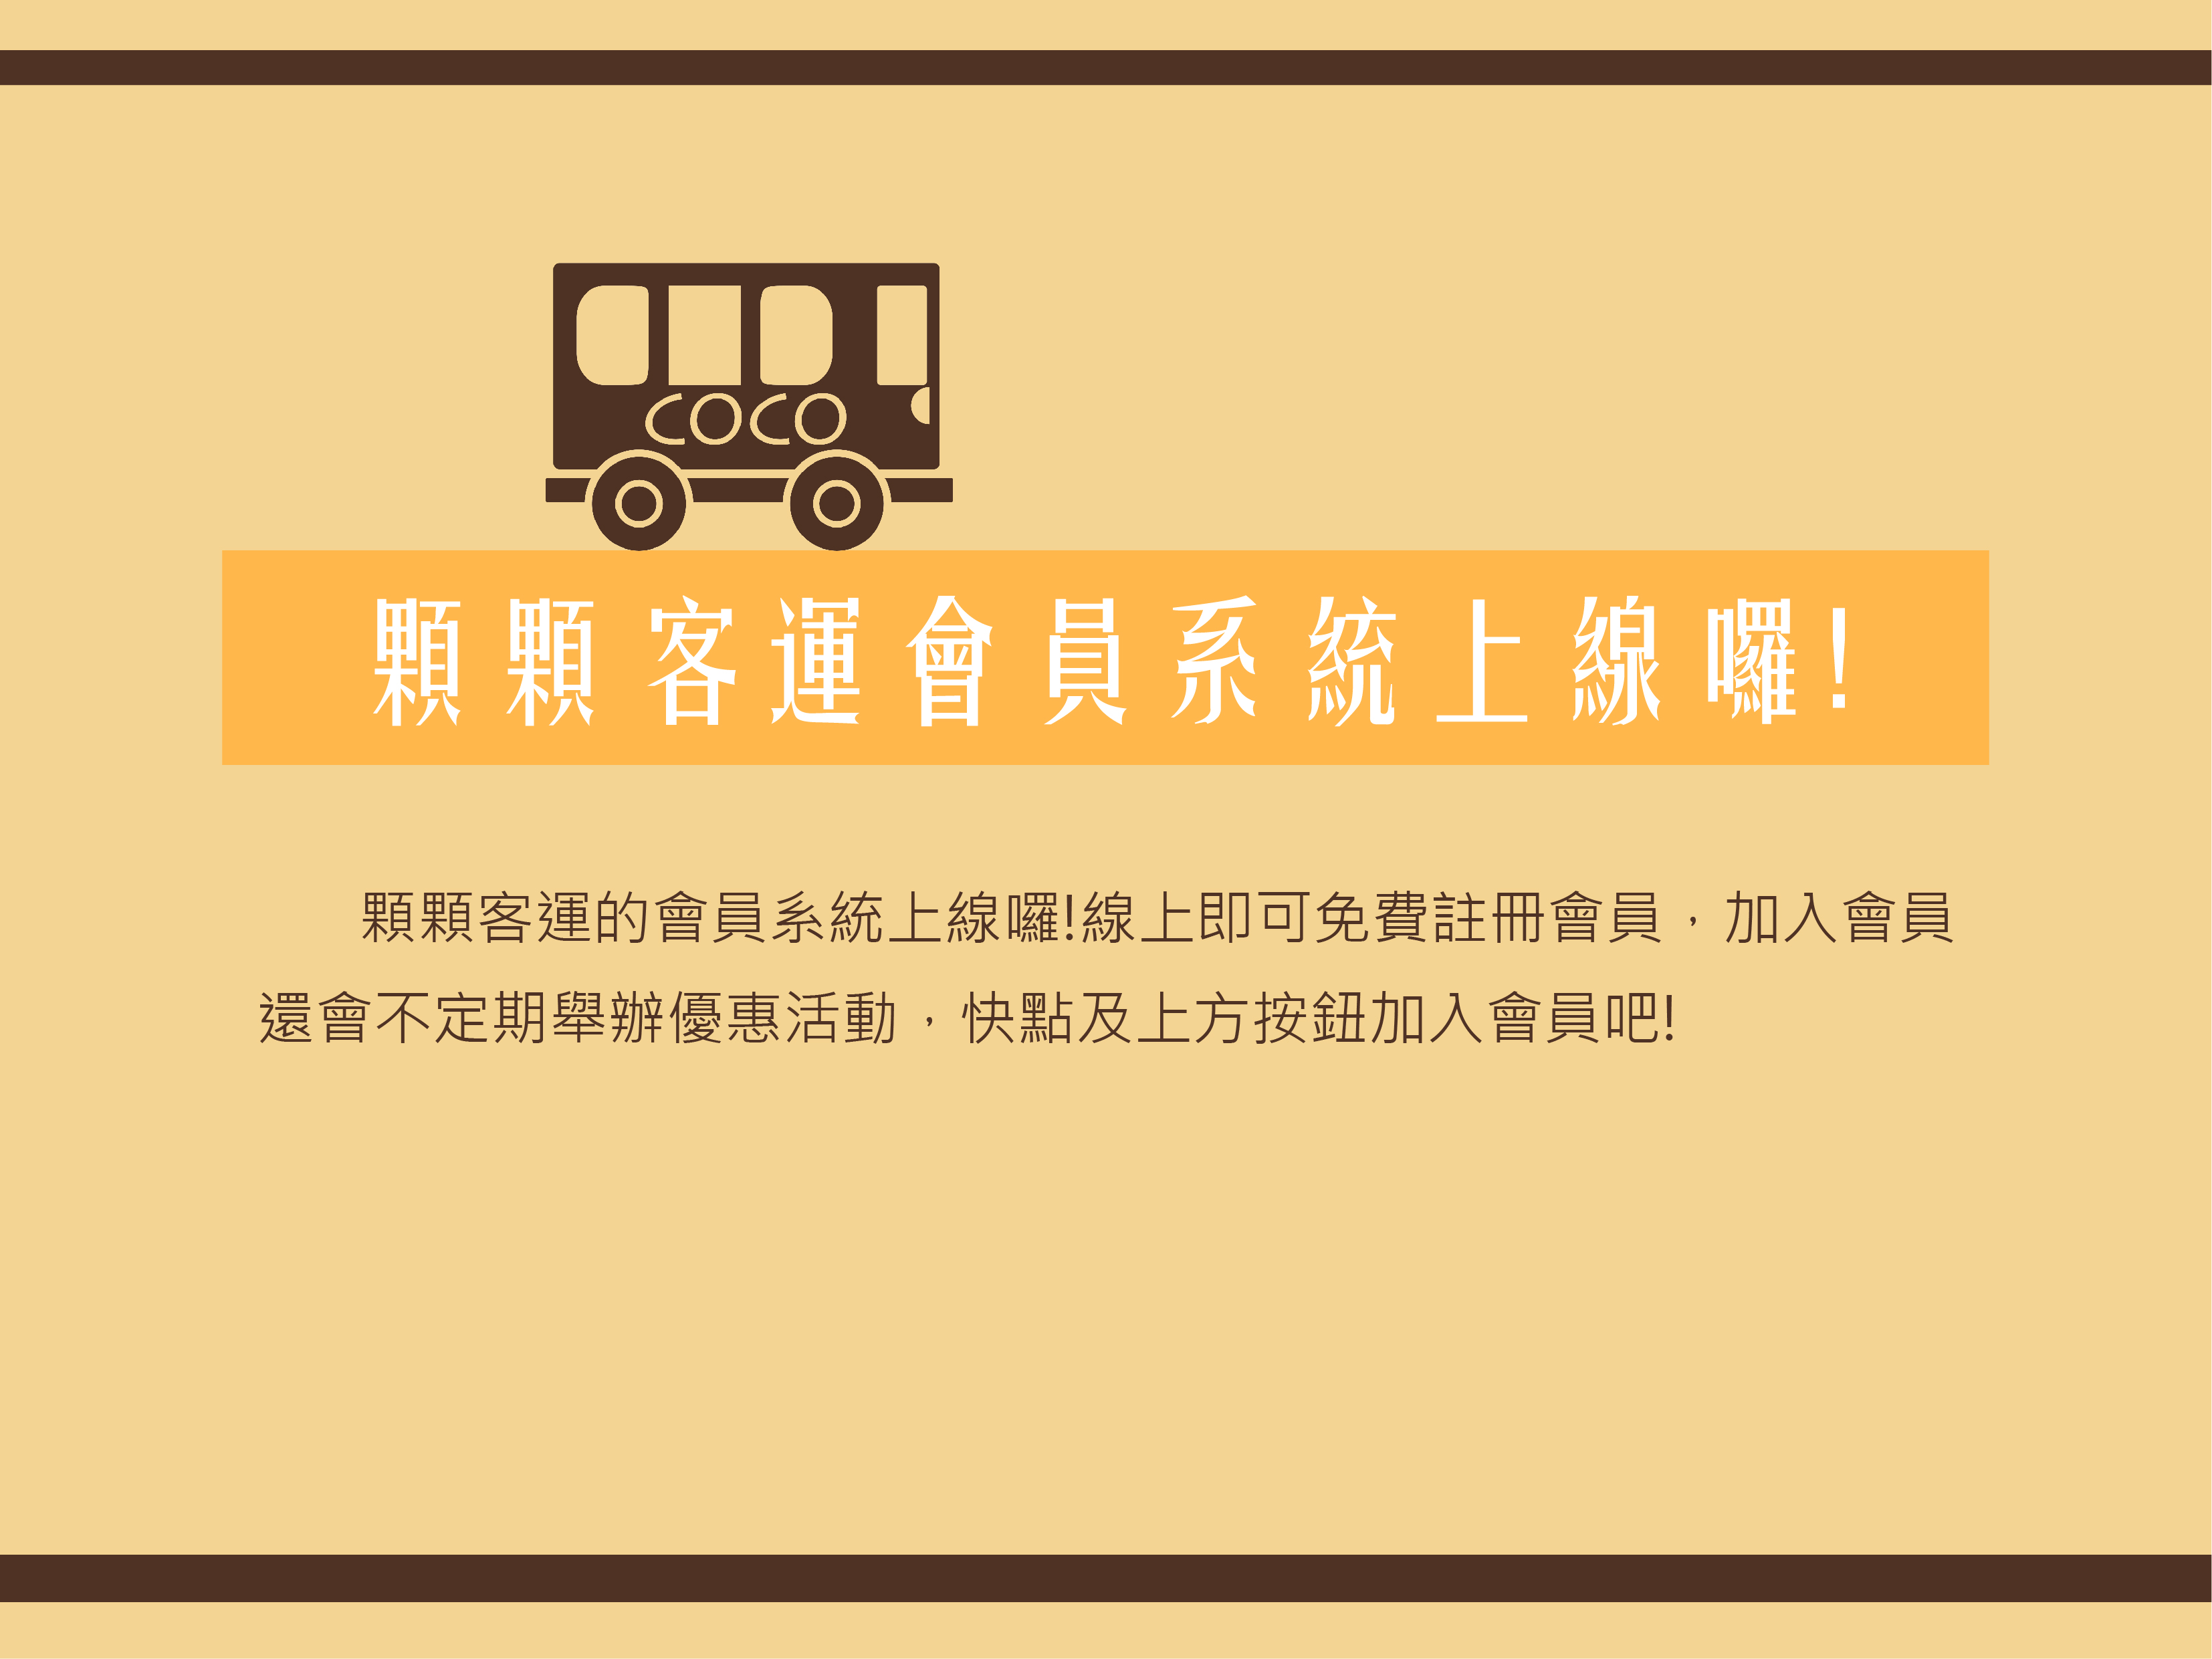 COCO
顆顆客運會員系統上線囉!
顆顆客運的會員系統上線囉!線上即可免費註冊會員，加入會員
還會不定期舉辦優惠活動，快點及上方按鈕加入會員吧!